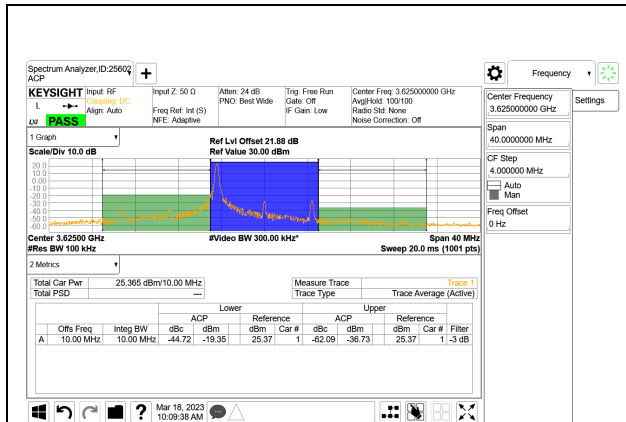 Spectrum Analyzer,ID:25602
ACP
Frequency
Settings
KEYSIGHT
L
LXI
PASS
Input: RF
Coupling: DC
Align: Auto
Input Z: 50 Ω
Freq Ref: Int (S)
NFE: Adaptive
Atten: 24 dB
PNO: Best Wide
Trig: Free Run
Gate: Off
IF Gain: Low
Center Freq: 3.625000000 GHz
Avg|Hold: 100/100
Radio Std: None
Noise Correction: Off
Center Frequency
3.625000000 GHz
Span
40.0000000 MHz
CF Step
4.000000 MHz
Auto
Man
Freq Offset
0 Hz
1 Graph
Scale/Div 10.0 dB
Ref Lvl Offset 21.88 dB
Ref Value 30.00 dBm
20.0
10.0
0.00
-10.0
-20.0
-30.0
-40.0
-50.0
-60.0
Center 3.62500 GHz
#Video BW 300.00 kHz*
Span 40 MHz
#Res BW 100 kHz
Sweep 20.0 ms (1001 pts)
2 Metrics
Total Car Pwr 25.365 dBm/10.00 MHz
Total PSD ---
Measure Trace Trace 1
Trace Type Trace Average (Active)
Lower Upper
ACP Reference ACP Reference
Offs Freq Integ BW dBc dBm dBm Car # dBc dBm dBm Car # Filter
A 10.00 MHz 10.00 MHz -44.72 -19.35 25.37 1 -62.09 -36.73 25.37 1 -3 dB
Mar 18, 2023
10:09:38 AM